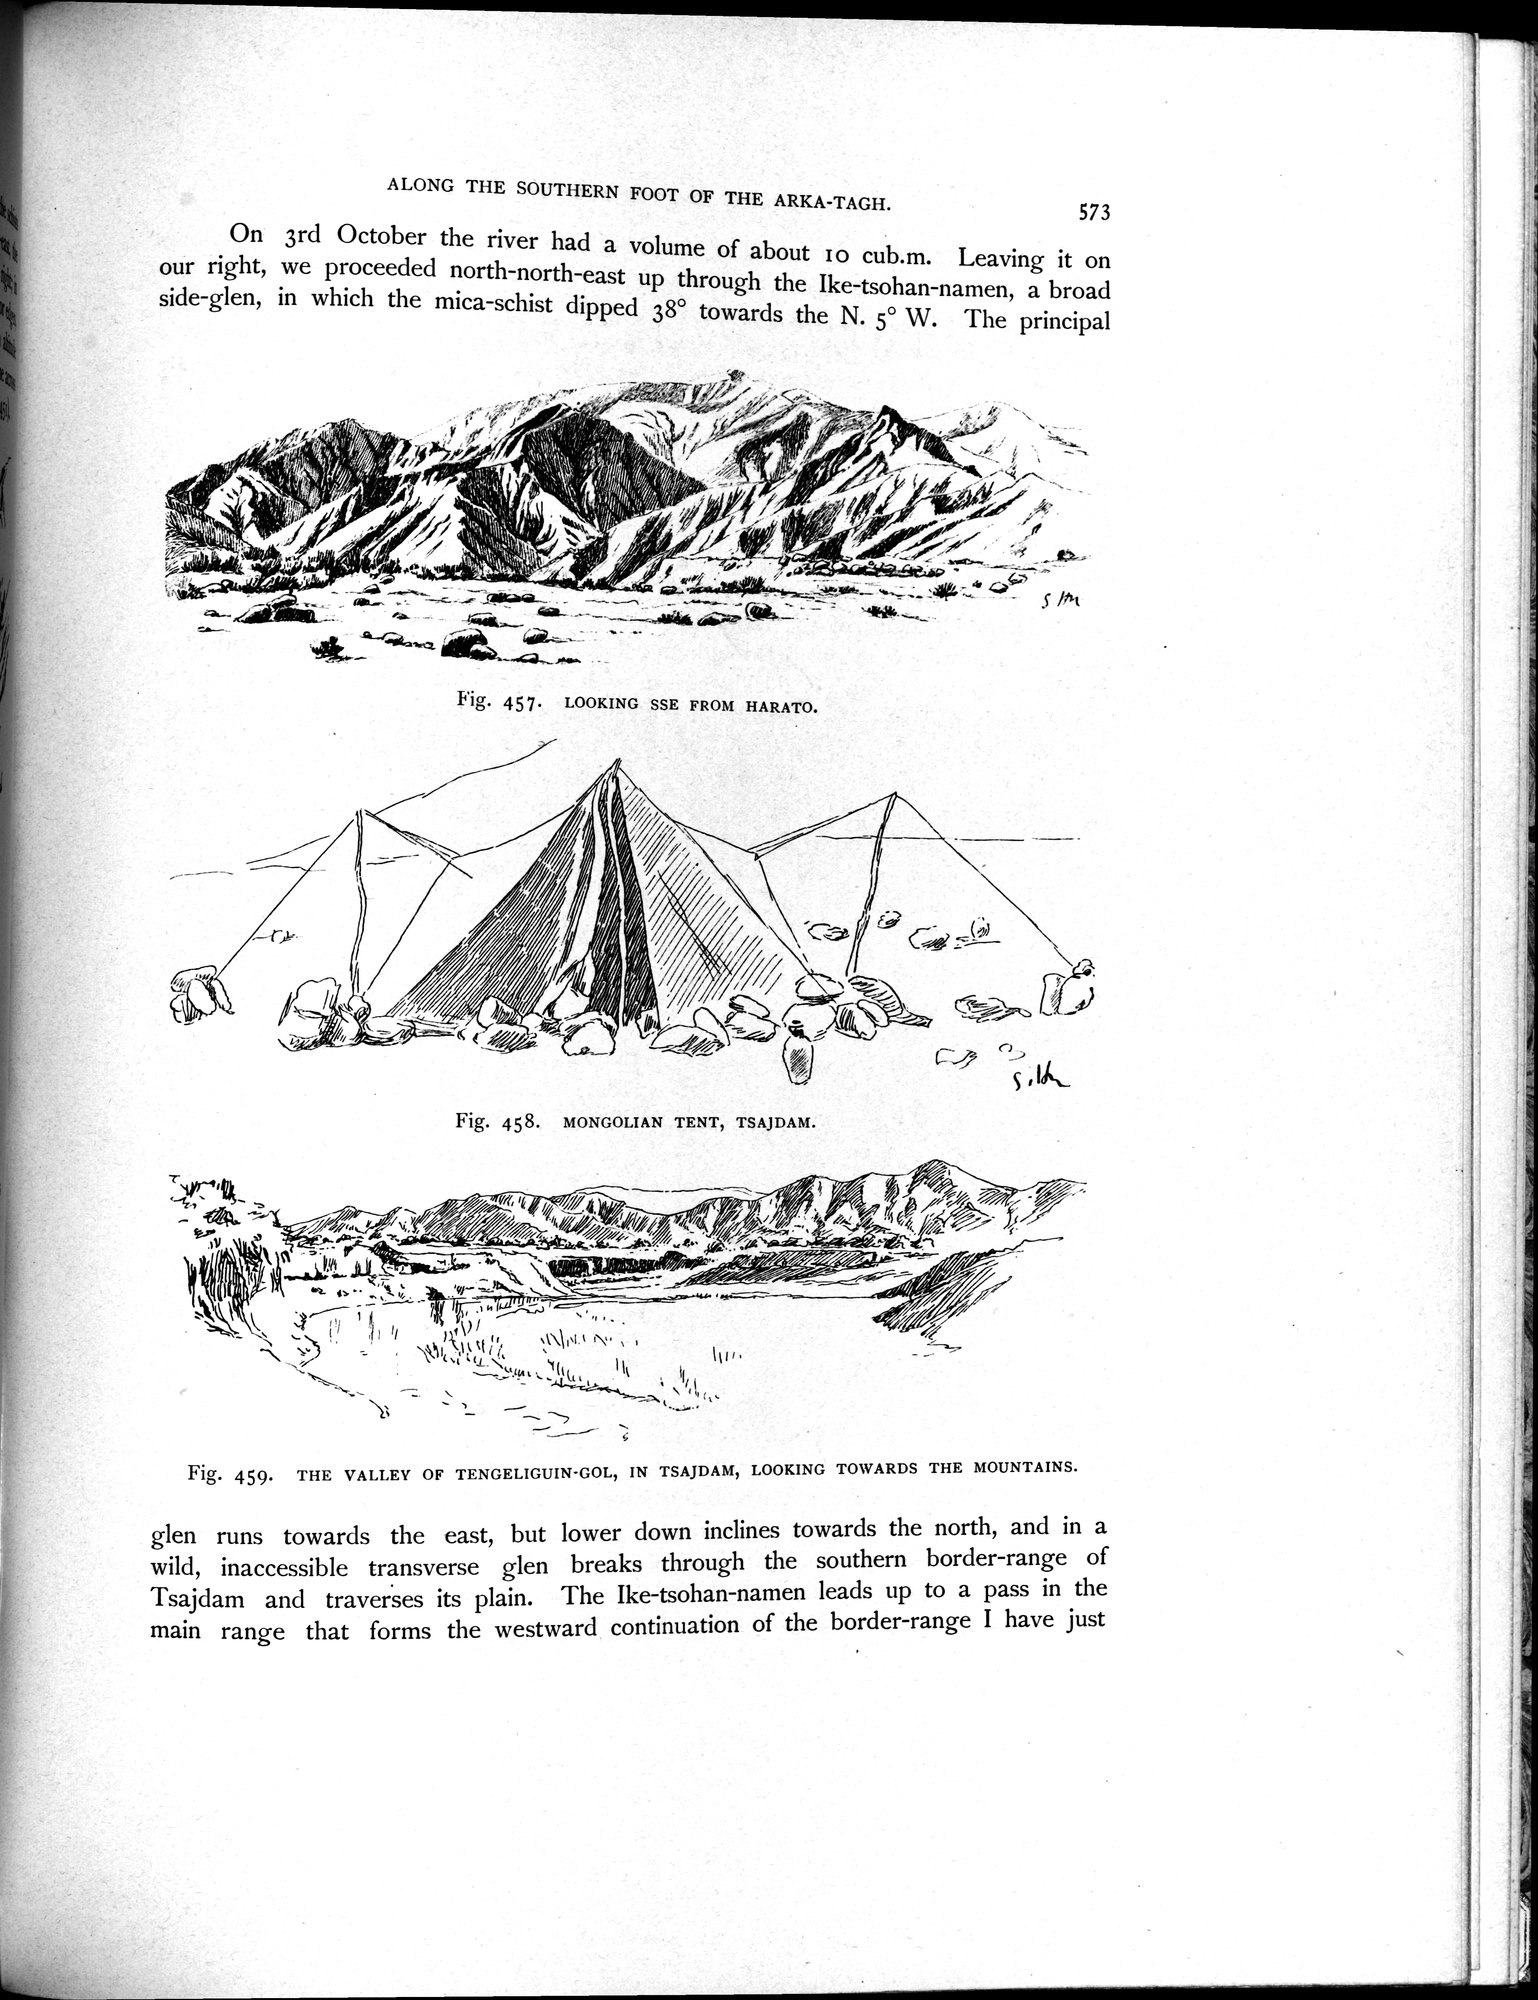 ALONG THE SOUTHERN FOOT OF THE ARKA-TAGH.
573
On 3rd October the river had a volume of about 10 cub.m. Leaving it on
our right, we proceeded north-north-east up through the Ike-tsohan-namen, a broad
side-glen, in which the mica-schist dipped 38° towards the N. 5° W. The principal
Fig. 457. LOOKING SSE FROM HARATO.
Fig. 458. MONGOLIAN TENT, TSAJDAM.
Fig. 459. THE VALLEY OF TENGELIGUIN-GOL, IN TSAJDAM, LOOKING TOWARDS THE MOUNTAINS.
glen runs towards the east, but lower down inclines towards the north, and in a
wild, inaccessible transverse glen breaks through the southern border-range of
Tsajdam and traverses its plain. The Ike-tsohan-namen leads up to a pass in the
main range that forms the westward continuation of the border-range I have just